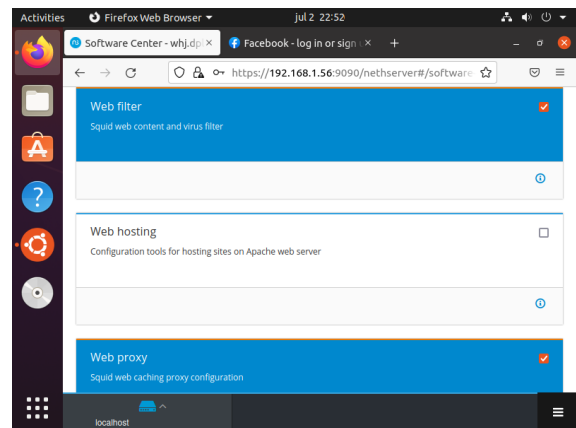 Activities
Firefox Web Browser
jul 2 22:52
Software Center - whj.dpi
Facebook - log in or sign u
https://192.168.1.56:9090/nethserver#/software
Web filter
Squid web content and virus filter
Web hosting
Configuration tools for hosting sites on Apache web server
Web proxy
Squid web caching proxy configuration
localhost